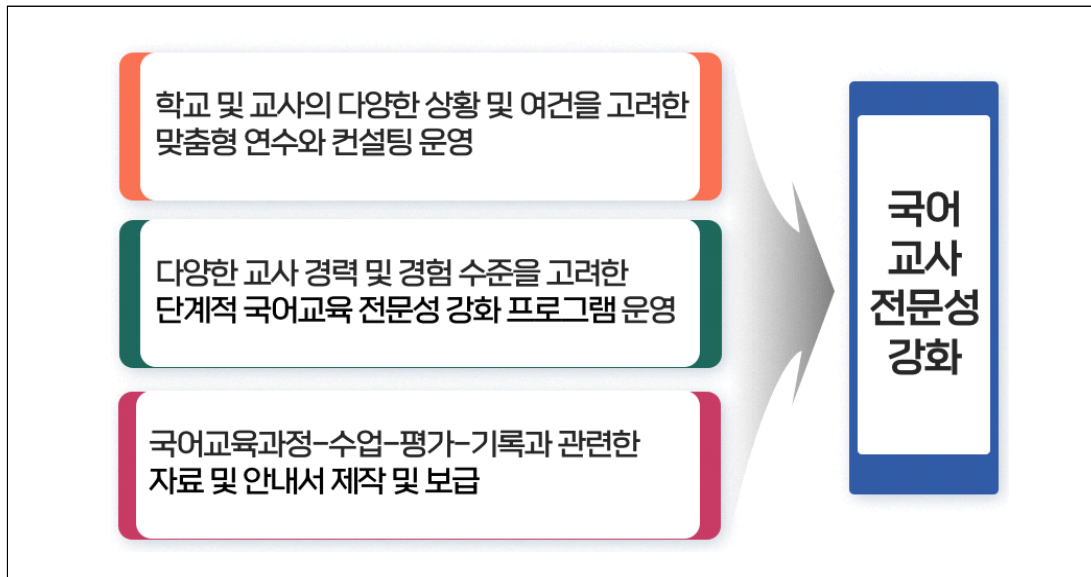 학교 및 교사의 다양한 상황 및 여건을 고려한
맞춤형 연수와 컨설팅 운영
다양한 교사 경력 및 경험 수준을 고려한
단계적 국어교육 전문성 강화 프로그램 운영
국어교육과정-수업-평가-기록과 관련한
자료 및 안내서 제작 및 보급
국어
교사
전문성
강화